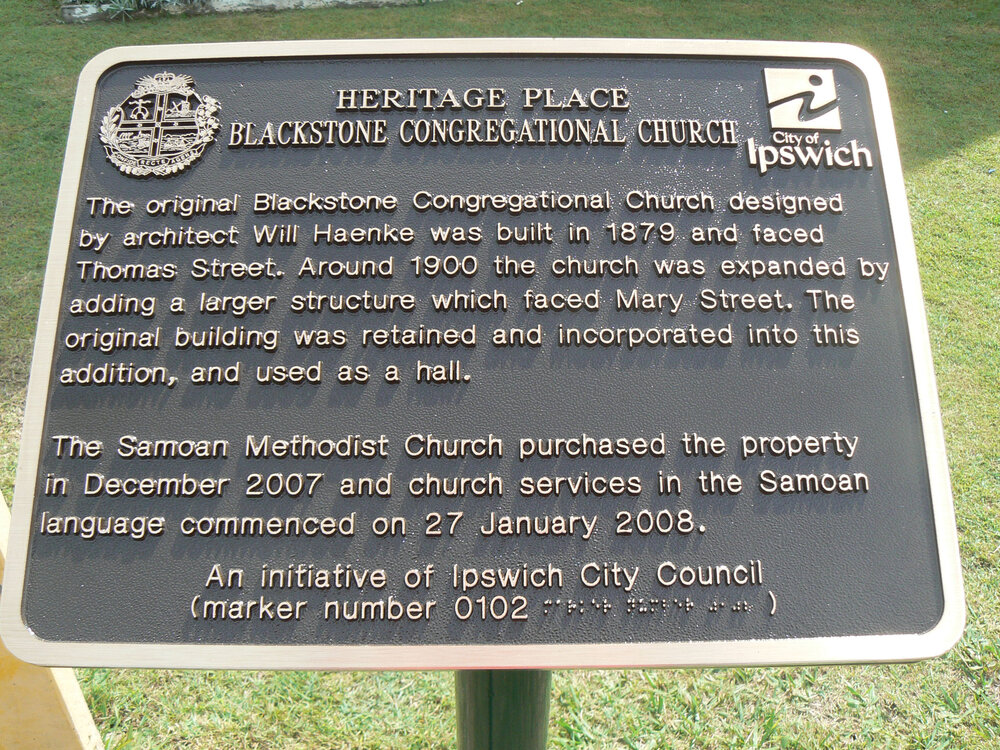 HERITAGE PLACE
BLACKSTONE CONGREGATIONAL CHURCH
City of
Ipswich
The original Blackstone Congregational Church designed
by architect Will Haenke was built in 1879 and faced
Thomas Street. Around 1900 the church was expanded by
adding a larger structure which faced Mary Street. The
original building was retained and incorporated into this
addition, and used as a hall.
The Samoan Methodist Church purchased the property
in December 2007 and church services in the Samoan
language commenced on 27 January 2008.
An initiative of Ipswich City Council
(marker number 0102 )